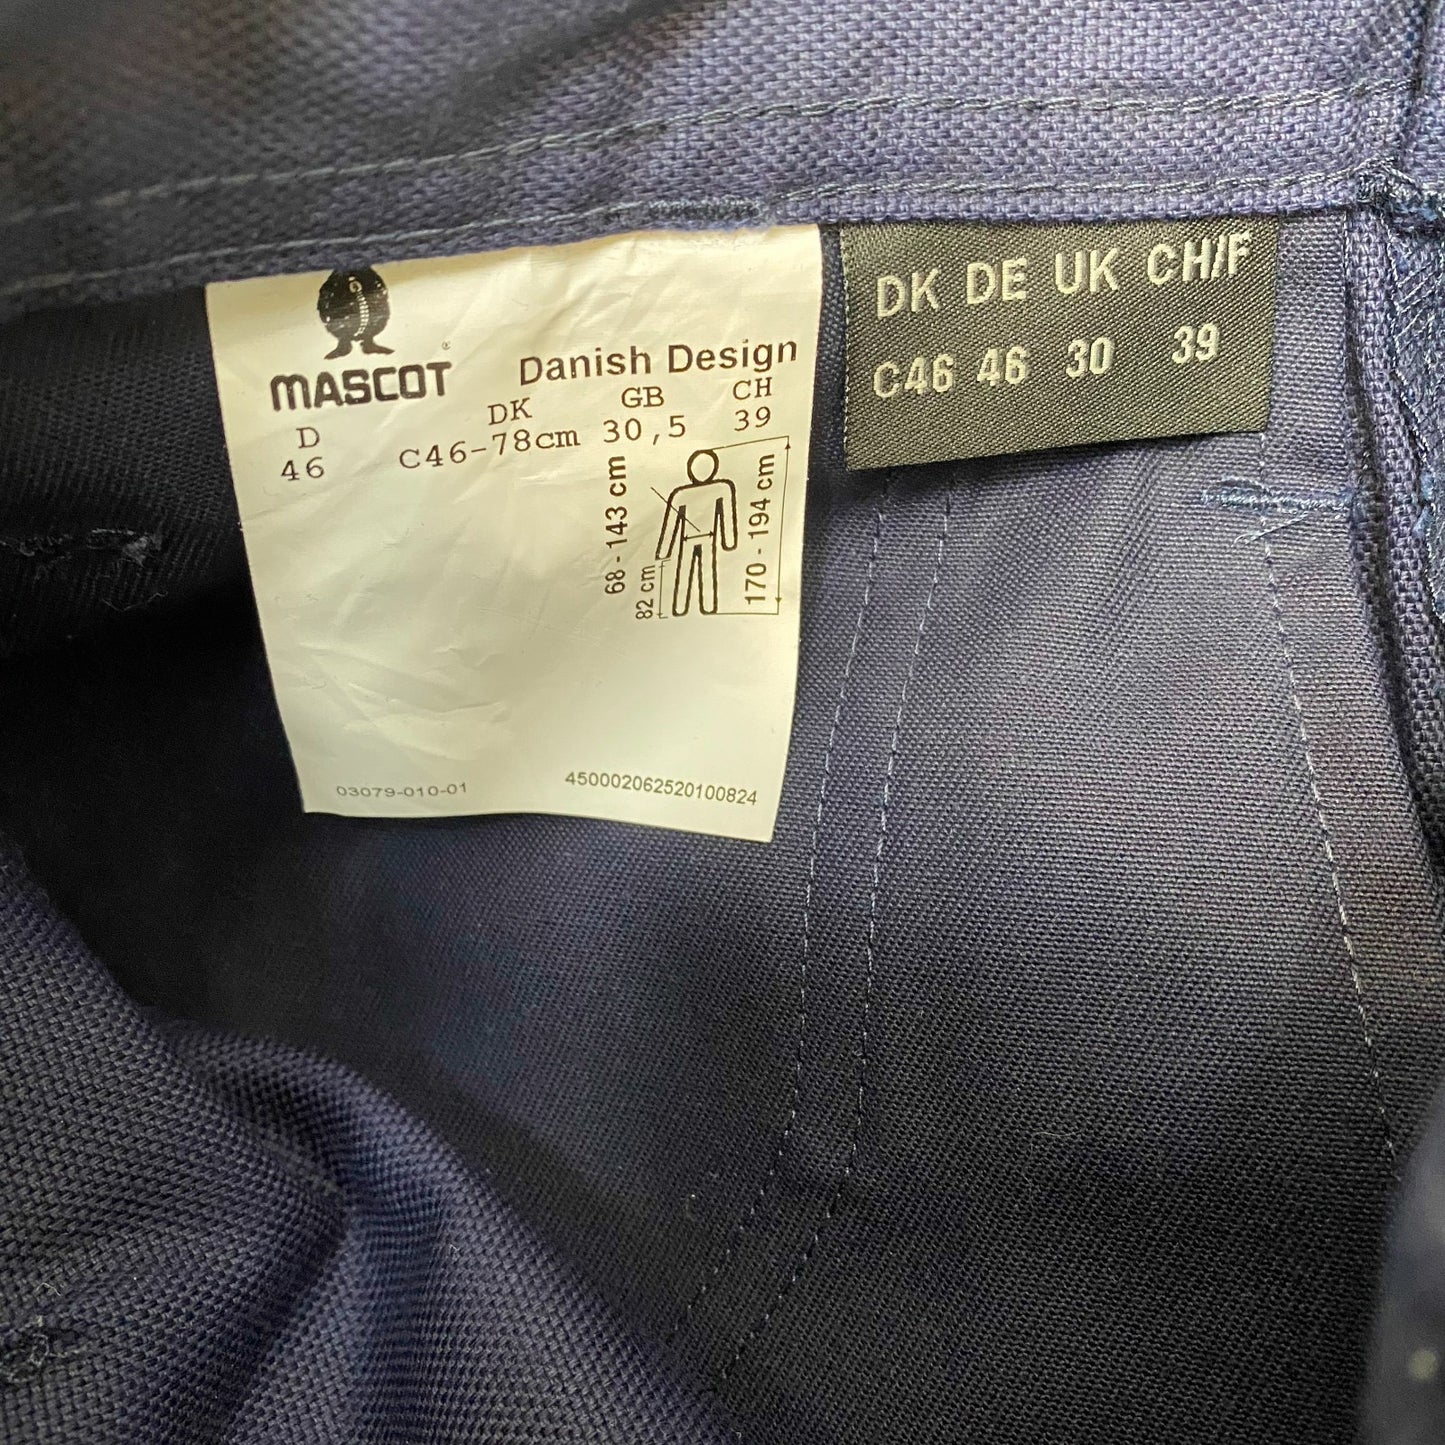 MASCOT ®
Danish Design
D DK GB CH
46 C46-78cm 30,5 39
68 - 143 cm
82 cm
170 - 194 cm
03079-010-01
450002062520100824
DK DE UK CH/F
C46 46 30 39